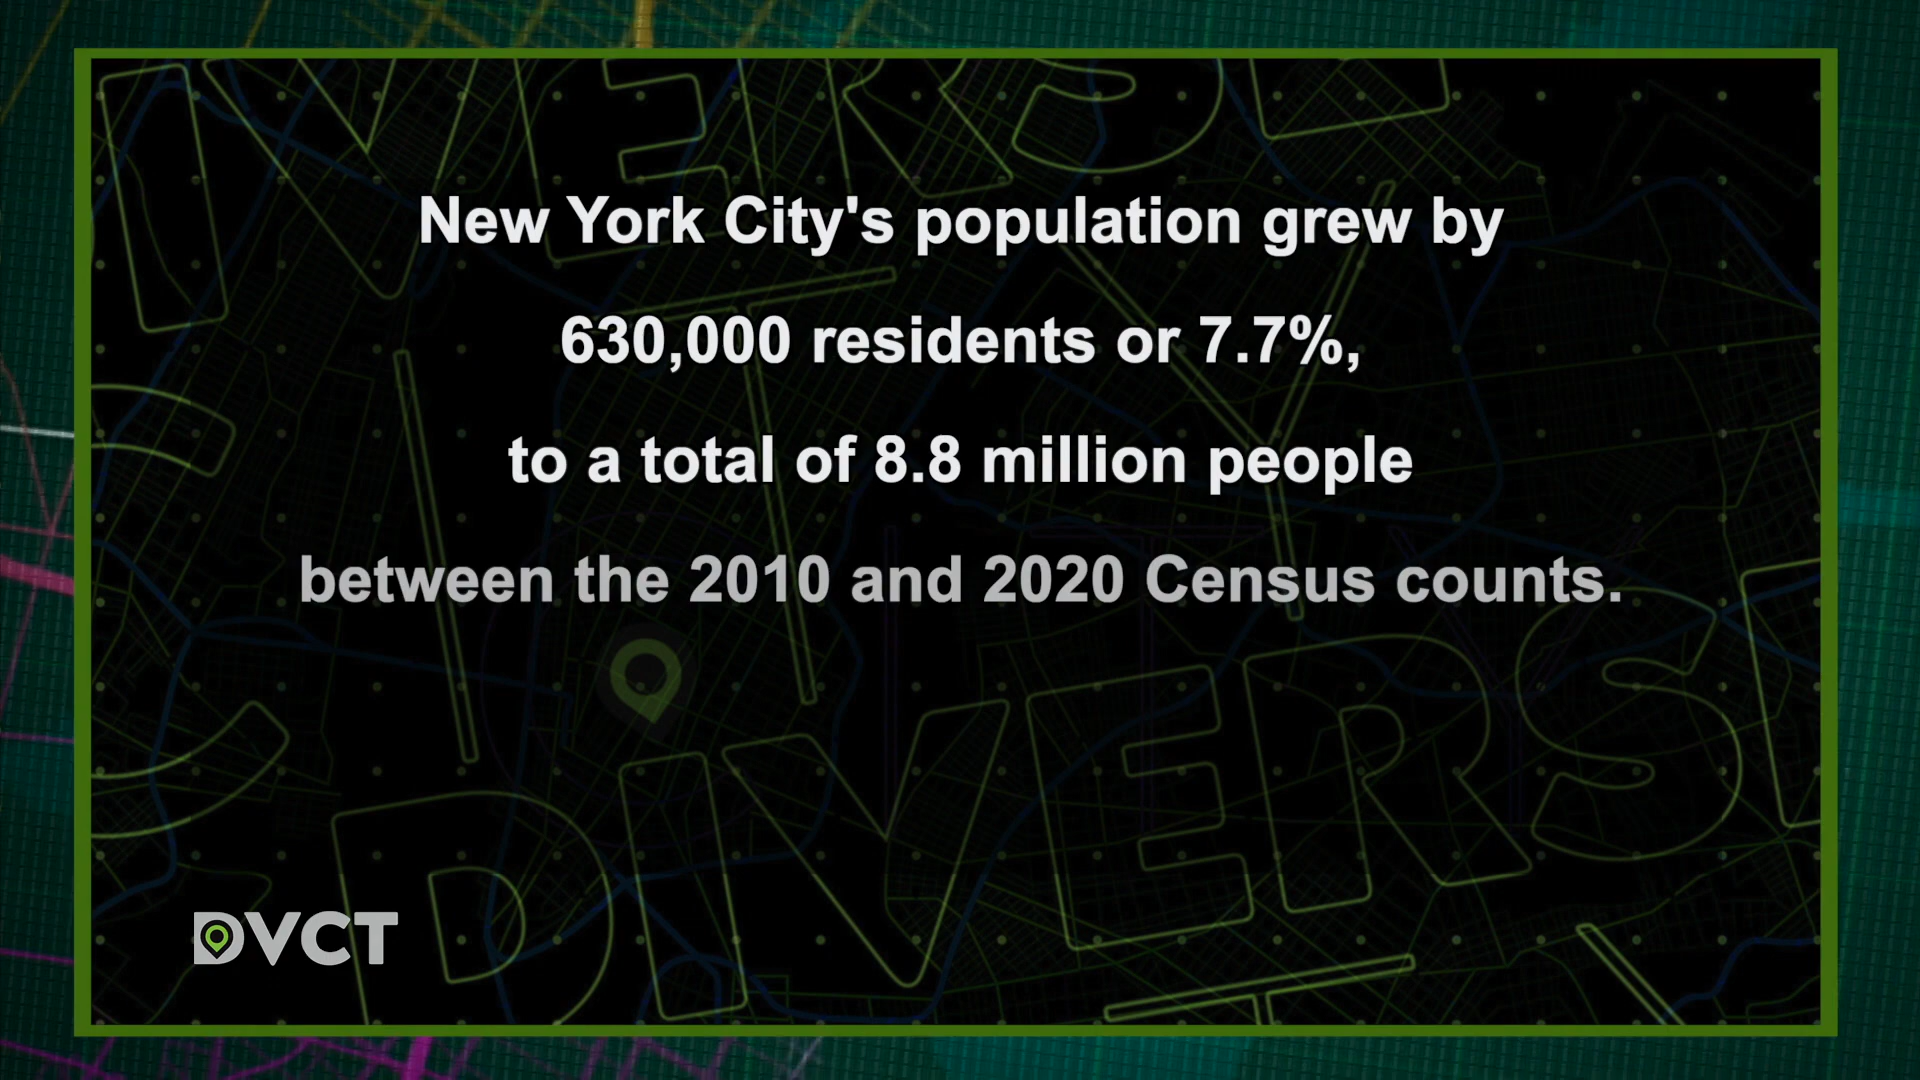 New York City's population grew by
630,000 residents or 7.7%,
to a total of 8.8 million people
between the 2010 and 2020 Census counts.
DIVERSE
DVCT